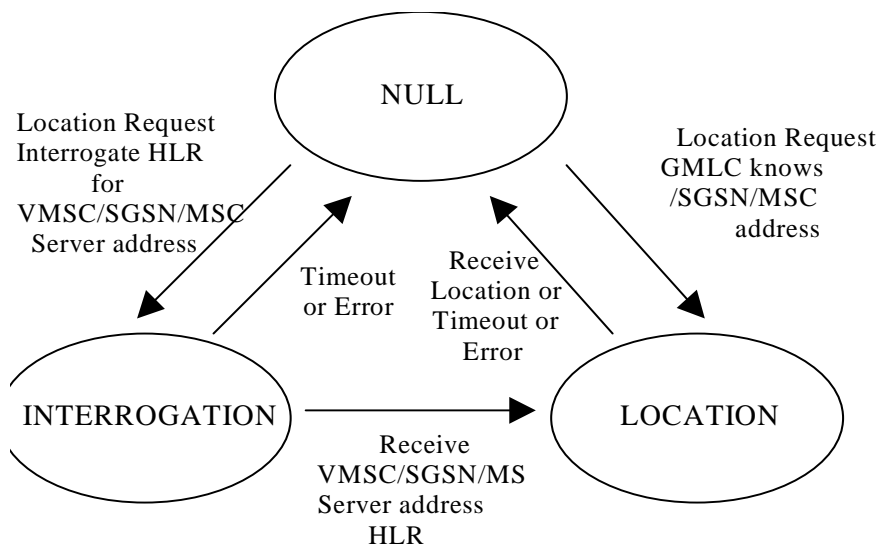 NULL
Location Request
Interrogate HLR
for
VMSC/SGSN/MSC
Server address
Location Request
GMLC knows
/SGSN/MSC
address
Timeout
or Error
Receive
Location or
Timeout or
Error
INTERROGATION
LOCATION
Receive
VMSC/SGSN/MS
Server address
HLR